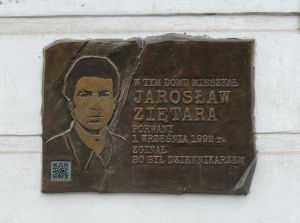 W TYM DOMU MIESZKAŁ
JAROSŁAW
ZIĘTARA
PORWANY
1 WRZEŚNIA 1992 r.
ZGINĄŁ
BO BYŁ DZIENNIKARZEM